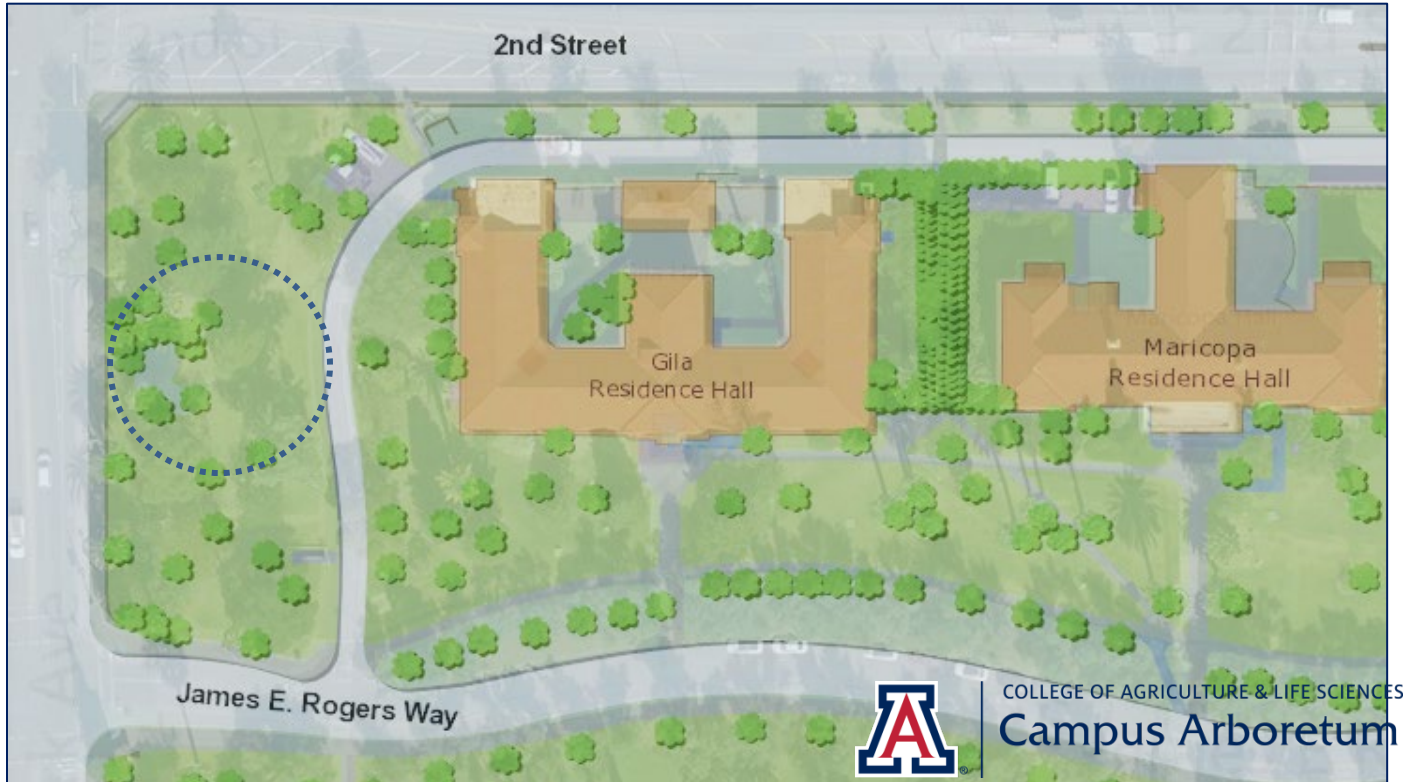 2nd Street
Gila
Residence Hall
Maricopa
Residence Hall
James E. Rogers Way
A
COLLEGE OF AGRICULTURE & LIFE SCIENCES
Campus Arboretum